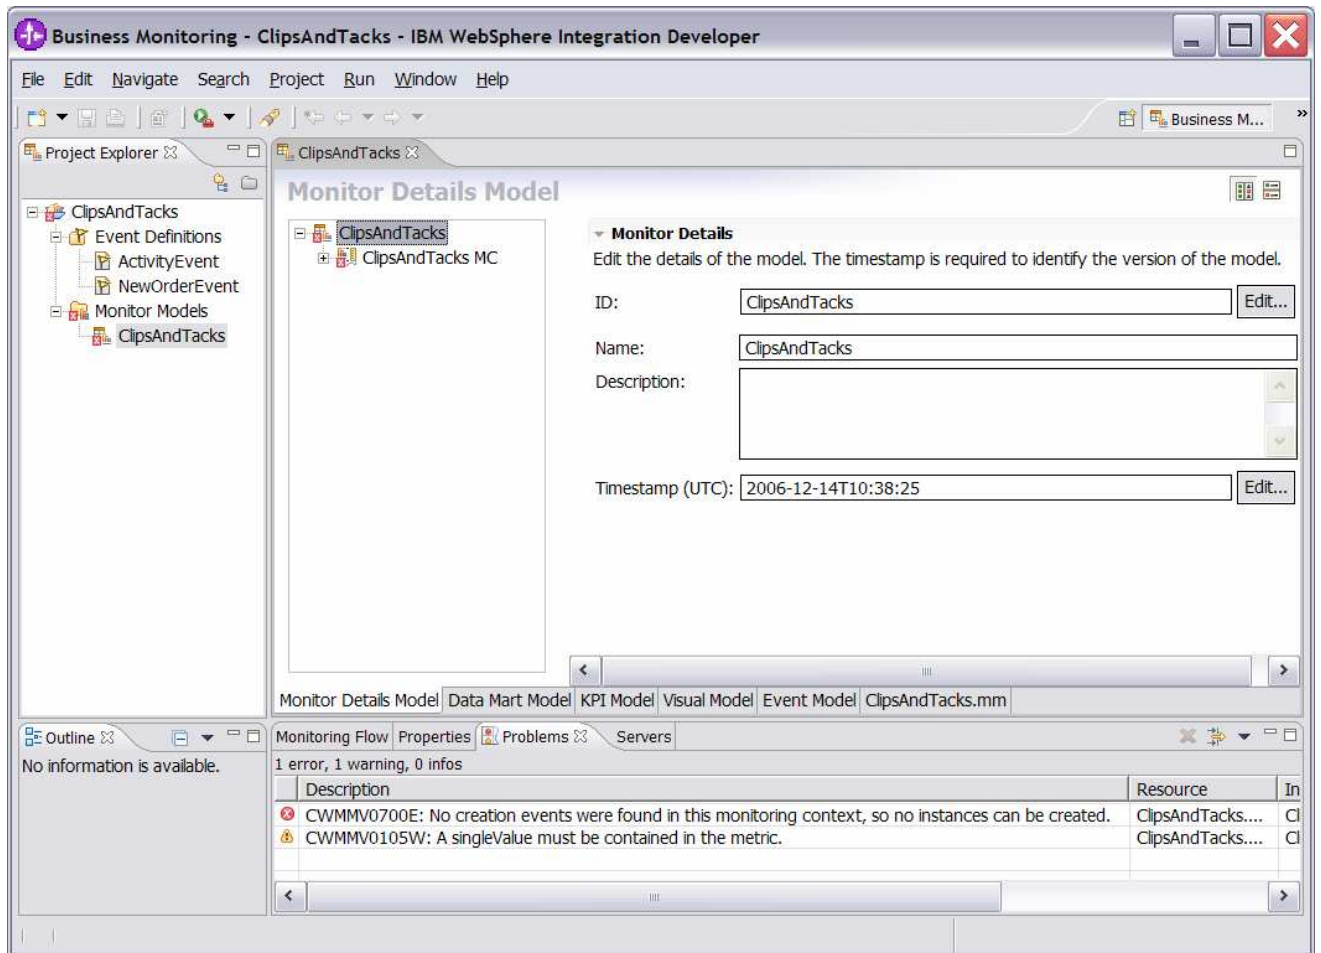 Business Monitoring - ClipsAndTacks - IBM WebSphere Integration Developer
File Edit Navigate Search Project Run Window Help
Business M...
Project Explorer
ClipsAndTacks
Event Definitions
ActivityEvent
NewOrderEvent
Monitor Models
ClipsAndTacks
ClipsAndTacks
Monitor Details Model
ClipsAndTacks
ClipsAndTacks MC
Monitor Details
Edit the details of the model. The timestamp is required to identify the version of the model.
ID: ClipsAndTacks Edit...
Name: ClipsAndTacks
Description:
Timestamp (UTC): 2006-12-14T10:38:25 Edit...
Monitor Details Model Data Mart Model KPI Model Visual Model Event Model ClipsAndTacks.mm
Outline
No information is available.
Monitoring Flow Properties Problems Servers
1 error, 1 warning, 0 infos
Description Resource In
CWMMV0700E: No creation events were found in this monitoring context, so no instances can be created. ClipsAndTacks.... Cl
CWMMV0105W: A singleValue must be contained in the metric. ClipsAndTacks.... Cl